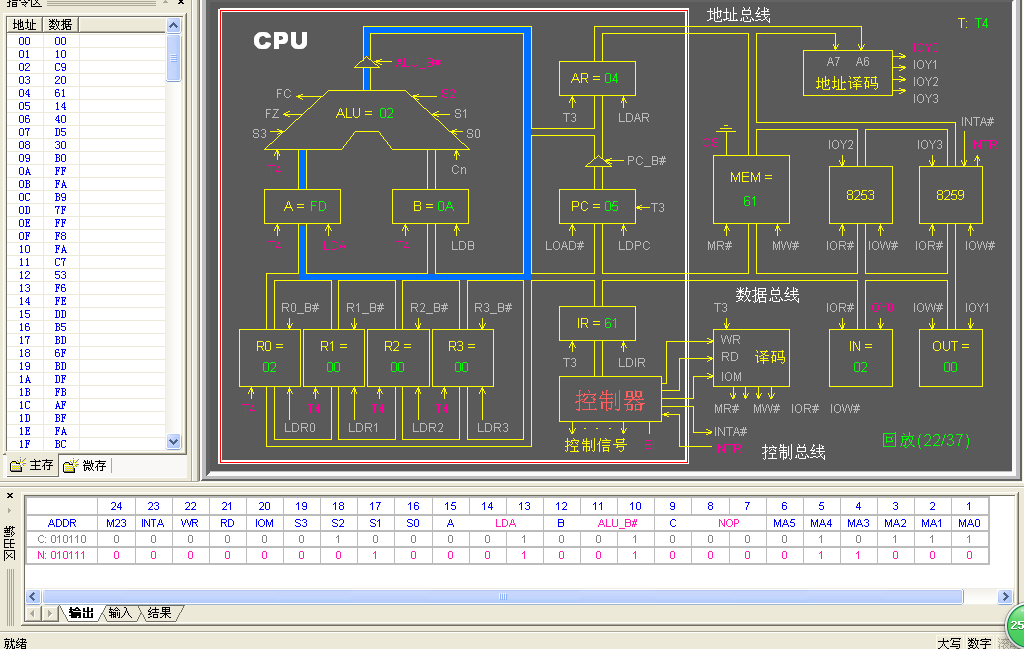 指令区
地址 数据
00 00
01 10
02 C9
03 20
04 61
05 14
06 40
07 D5
08 30
09 B0
0A FF
0B FA
0C B9
0D 7F
0E FF
0F F8
10 FA
11 C7
12 53
13 F6
14 FE
15 DD
16 B5
17 BD
18 6F
19 BD
1A DF
1B FB
1C AF
1D BF
1E FA
1F BC
主存 微存
CPU
地址总线
T: T4
ALU_B#
AR = 04
T3 LDAR
A7 A6
地址译码
IOY1
IOY2
IOY3
FC
FZ
S3
ALU = 02
S1
S0
Cn
PC_B#
INTA#
INTR
IOY2
IOY3
MEM =
61
MR# MW#
8253
IOR# IOW#
8259
IOR# IOW#
A = FD
B = 0A
LDB
PC = 05
T3
LOAD# LDPC
数据总线
R0_B# R1_B# R2_B# R3_B#
R0 =
02
R1 =
00
R2 =
00
R3 =
00
T4 T4 T4 T4
LDR0 LDR1 LDR2 LDR3
IR = 61
T3 LDIR
控制器
控制信号
T3
WR
RD
IOM
译码
MR# MW# IOR# IOW#
INTA#
INTR
控制总线
IOR#
IN =
02
IOW# IOY1
OUT =
00
回放(22/37)
24 23 22 21 20 19 18 17 16 15 14 13 12 11 10 9 8 7 6 5 4 3 2 1
ADDR M23 INTA WR RD IOM S3 S2 S1 S0 A LDA B ALU_B# C NOP MA5 MA4 MA3 MA2 MA1 MA0
C: 010110 0 0 0 0 0 0 1 0 0 0 0 1 0 0 1 0 0 0 0 1 0 1 1 1
N: 010111 0 0 0 0 0 0 0 1 0 0 0 1 0 0 1 0 0 0 0 1 1 0 0 0
输出 输入 结果
就绪
大写 数字
25